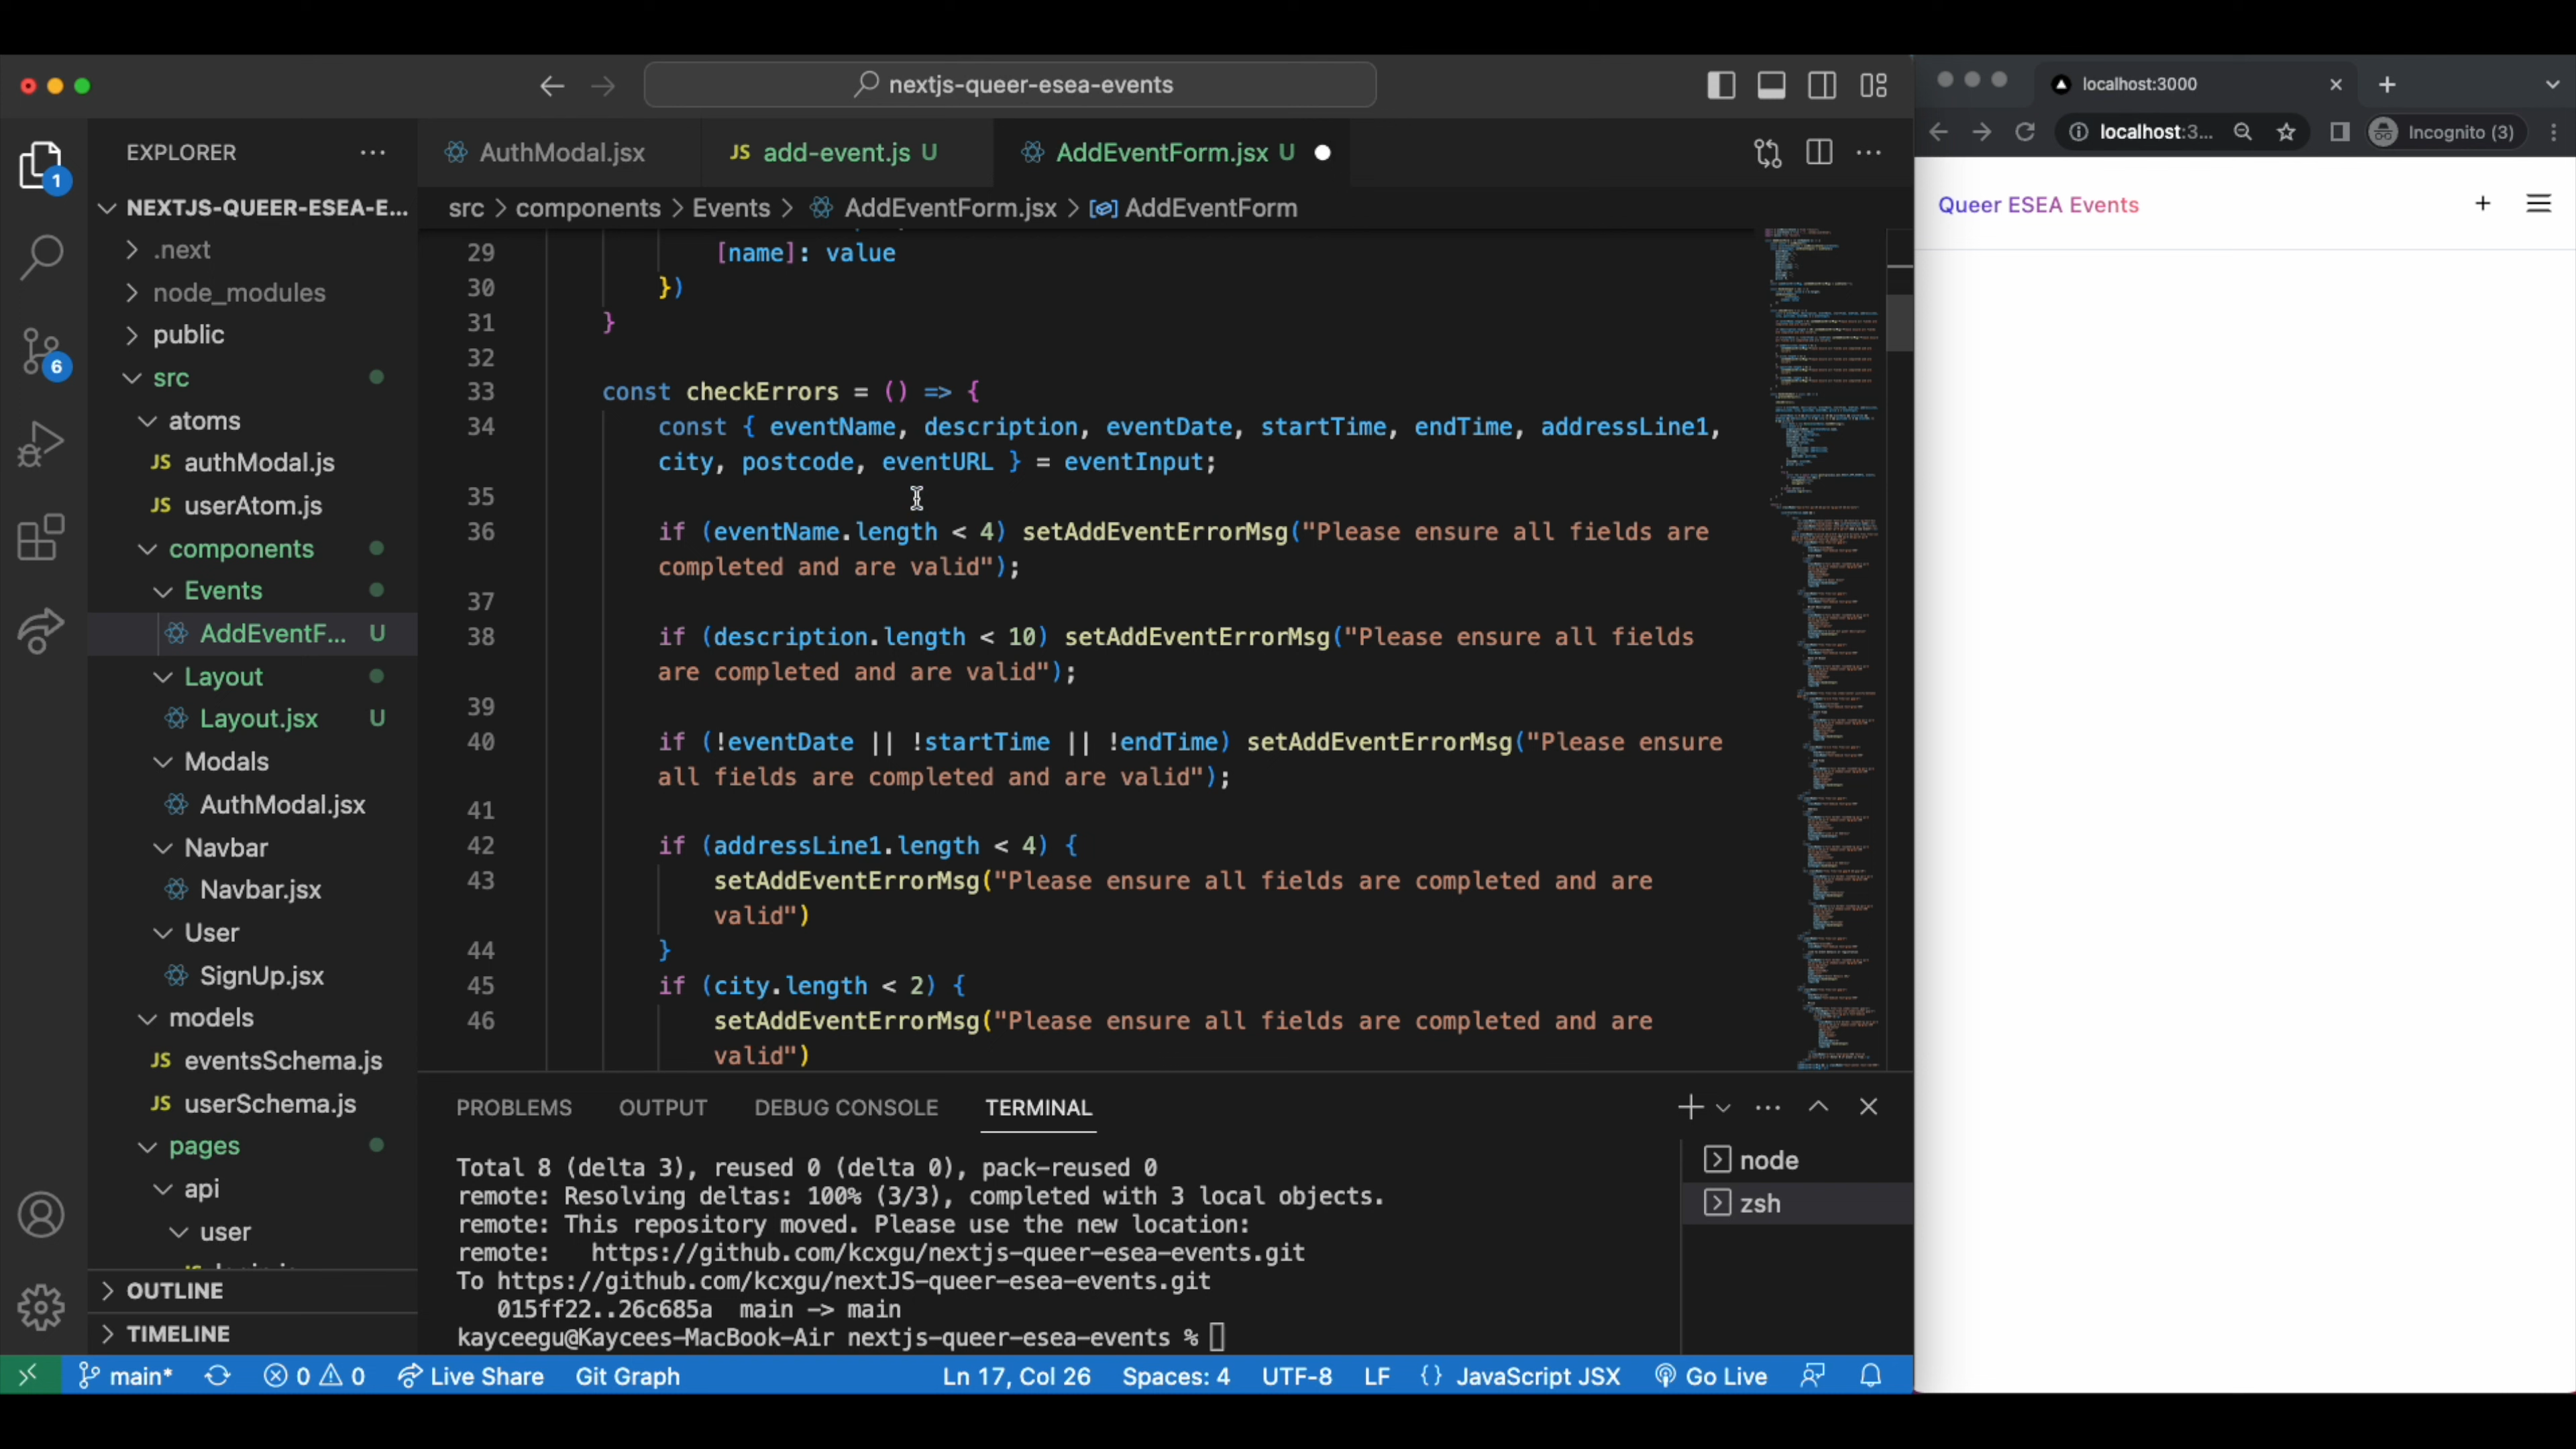 nextjs-queer-esea-events
localhost:3000
localhost:3...
Incognito (3)
EXPLORER
AuthModal.jsx
JS add-event.js U
AddEventForm.jsx U
src > components > Events > AddEventForm.jsx > AddEventForm
NEXTJS-QUEER-ESEA-E...
.next
node_modules
public
src
atoms
JS authModal.js
JS userAtom.js
components
Events
AddEventF... U
Layout
Layout.jsx U
Modals
AuthModal.jsx
Navbar
Navbar.jsx
User
SignUp.jsx
models
JS eventsSchema.js
JS userSchema.js
pages
api
user
OUTLINE
TIMELINE
1
6
29 [name]: value
30 })
31 }
32
33 const checkErrors = () => {
34 const { eventName, description, eventDate, startTime, endTime, addressLine1,
city, postcode, eventURL } = eventInput;
35
36 if (eventName.length < 4) setAddEventErrorMsg("Please ensure all fields are
completed and are valid");
37
38 if (description.length < 10) setAddEventErrorMsg("Please ensure all fields
are completed and are valid");
39
40 if (!eventDate || !startTime || !endTime) setAddEventErrorMsg("Please ensure
all fields are completed and are valid");
41
42 if (addressLine1.length < 4) {
43 setAddEventErrorMsg("Please ensure all fields are completed and are
valid")
44 }
45 if (city.length < 2) {
46 setAddEventErrorMsg("Please ensure all fields are completed and are
valid")
PROBLEMS OUTPUT DEBUG CONSOLE TERMINAL
Total 8 (delta 3), reused 0 (delta 0), pack-reused 0
remote: Resolving deltas: 100% (3/3), completed with 3 local objects.
remote: This repository moved. Please use the new location:
remote:   https://github.com/kcxgu/nextjs-queer-esea-events.git
To https://github.com/kcxgu/nextJS-queer-esea-events.git
015ff22..26c685a  main -> main
kayceegu@Kaycees-MacBook-Air nextjs-queer-esea-events %
node
zsh
main* 0 0 Live Share Git Graph Ln 17, Col 26 Spaces: 4 UTF-8 LF {} JavaScript JSX Go Live
Queer ESEA Events +